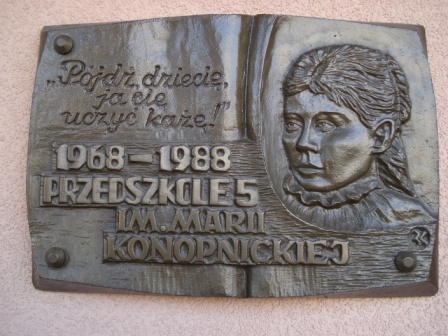 „Pójdź, dziecię,
ja cię
uczyć każę!"
1968-1988
PRZEDSZKOLE 5
IM. MARII
KONOPNICKIEJ